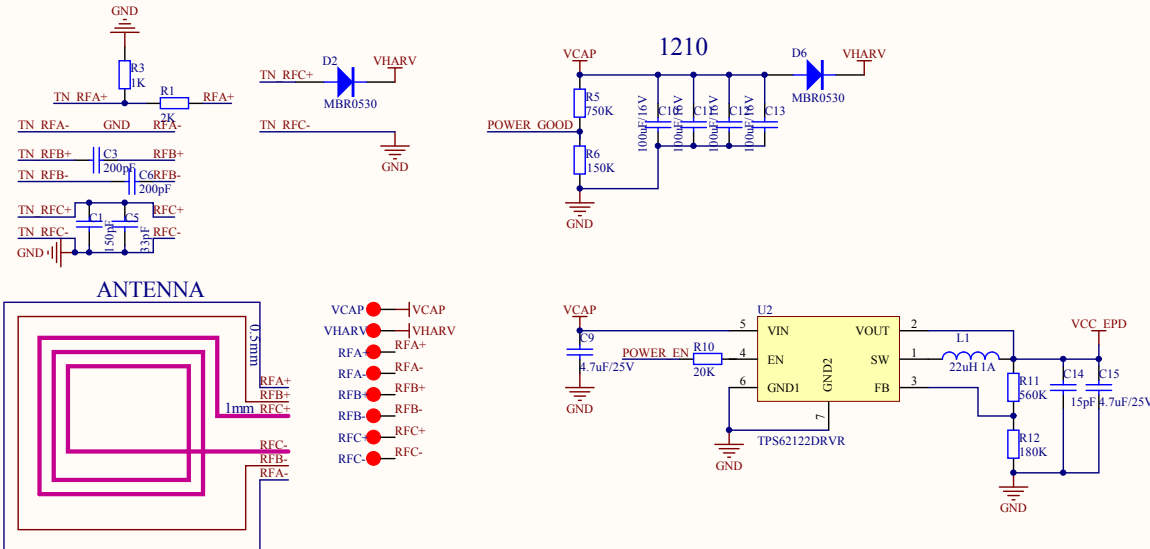 GND
R3
1K
TN_RFA+
R1
2K
RFA+
TN_RFA-
GND
RFA-
TN_RFB+
C3
200pF
RFB+
TN_RFB-
C6
200pF
RFB-
TN_RFC+
C1
150pF
C5
33pF
RFC+
TN_RFC-
RFC-
GND
D2
TN_RFC+
VHARV
MBR0530
TN_RFC-
GND
1210
VCAP
D6
VHARV
MBR0530
R5
750K
POWER_GOOD
R6
150K
C10
100uF/16V
C11
100uF/16V
C12
100uF/16V
C13
100uF/16V
GND
ANTENNA
0.5mm
RFA+
RFB+
1mm
RFC+
RFC-
RFB-
RFA-
VCAP VCAP
VHARV VHARV
RFA+ RFA+
RFA- RFA-
RFB+ RFB+
RFB- RFB-
RFC+ RFC+
RFC- RFC-
VCAP
C9
4.7uF/25V
GND
POWER_EN
R10
20K
U2
5 VIN
4 EN
6 GND1
GND2
7
VOUT 2
SW 1
FB 3
TPS62122DRVR
GND
L1
22uH 1A
VCC_EPD
R11
560K
C14
15pF
C15
4.7uF/25V
R12
180K
GND